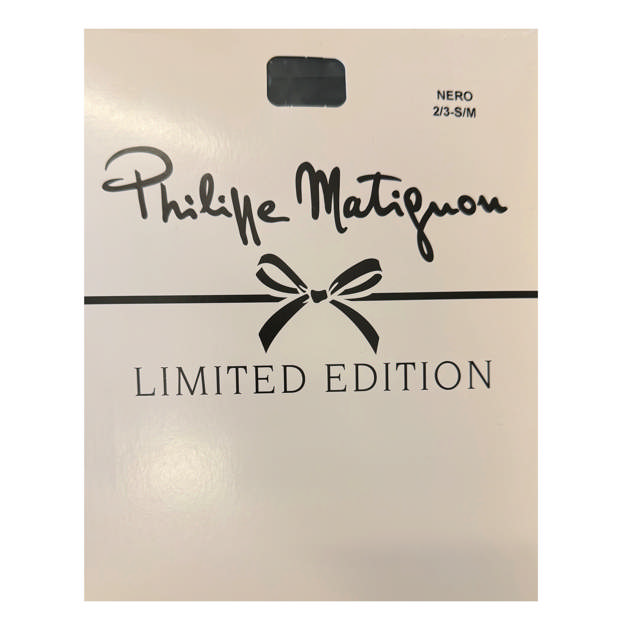 NERO
2/3-S/M
Philippe Matignon
LIMITED EDITION